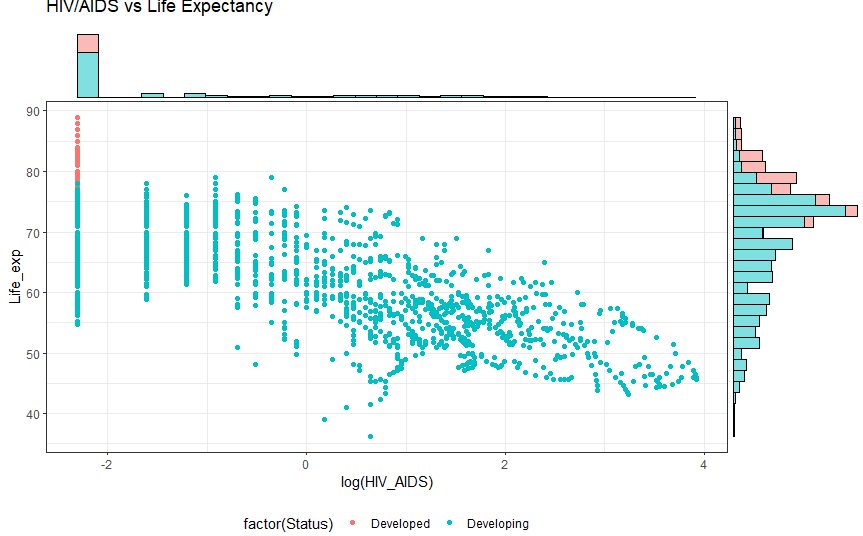 HIV/AIDS vs Life Expectancy
90
80
70
60
50
40
Life_exp
-2
0
2
4
log(HIV_AIDS)
factor(Status)
Developed
Developing